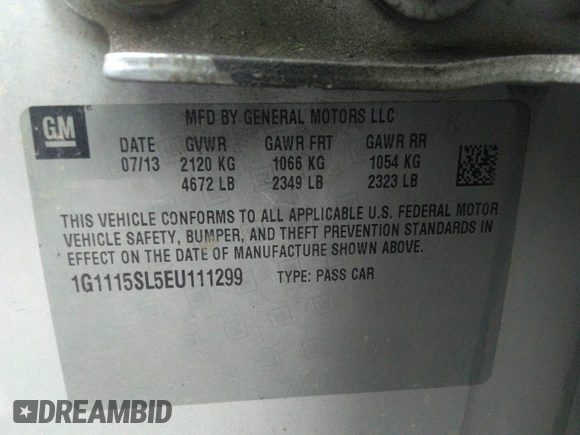 GM
MFD BY GENERAL MOTORS LLC
DATE GVWR GAWR FRT GAWR RR
07/13 2120 KG 1066 KG 1054 KG
4672 LB 2349 LB 2323 LB
THIS VEHICLE CONFORMS TO ALL APPLICABLE U.S. FEDERAL MOTOR
VEHICLE SAFETY, BUMPER, AND THEFT PREVENTION STANDARDS IN
EFFECT ON THE DATE OF MANUFACTURE SHOWN ABOVE.
1G1115SL5EU111299 TYPE: PASS CAR
DREAMBID